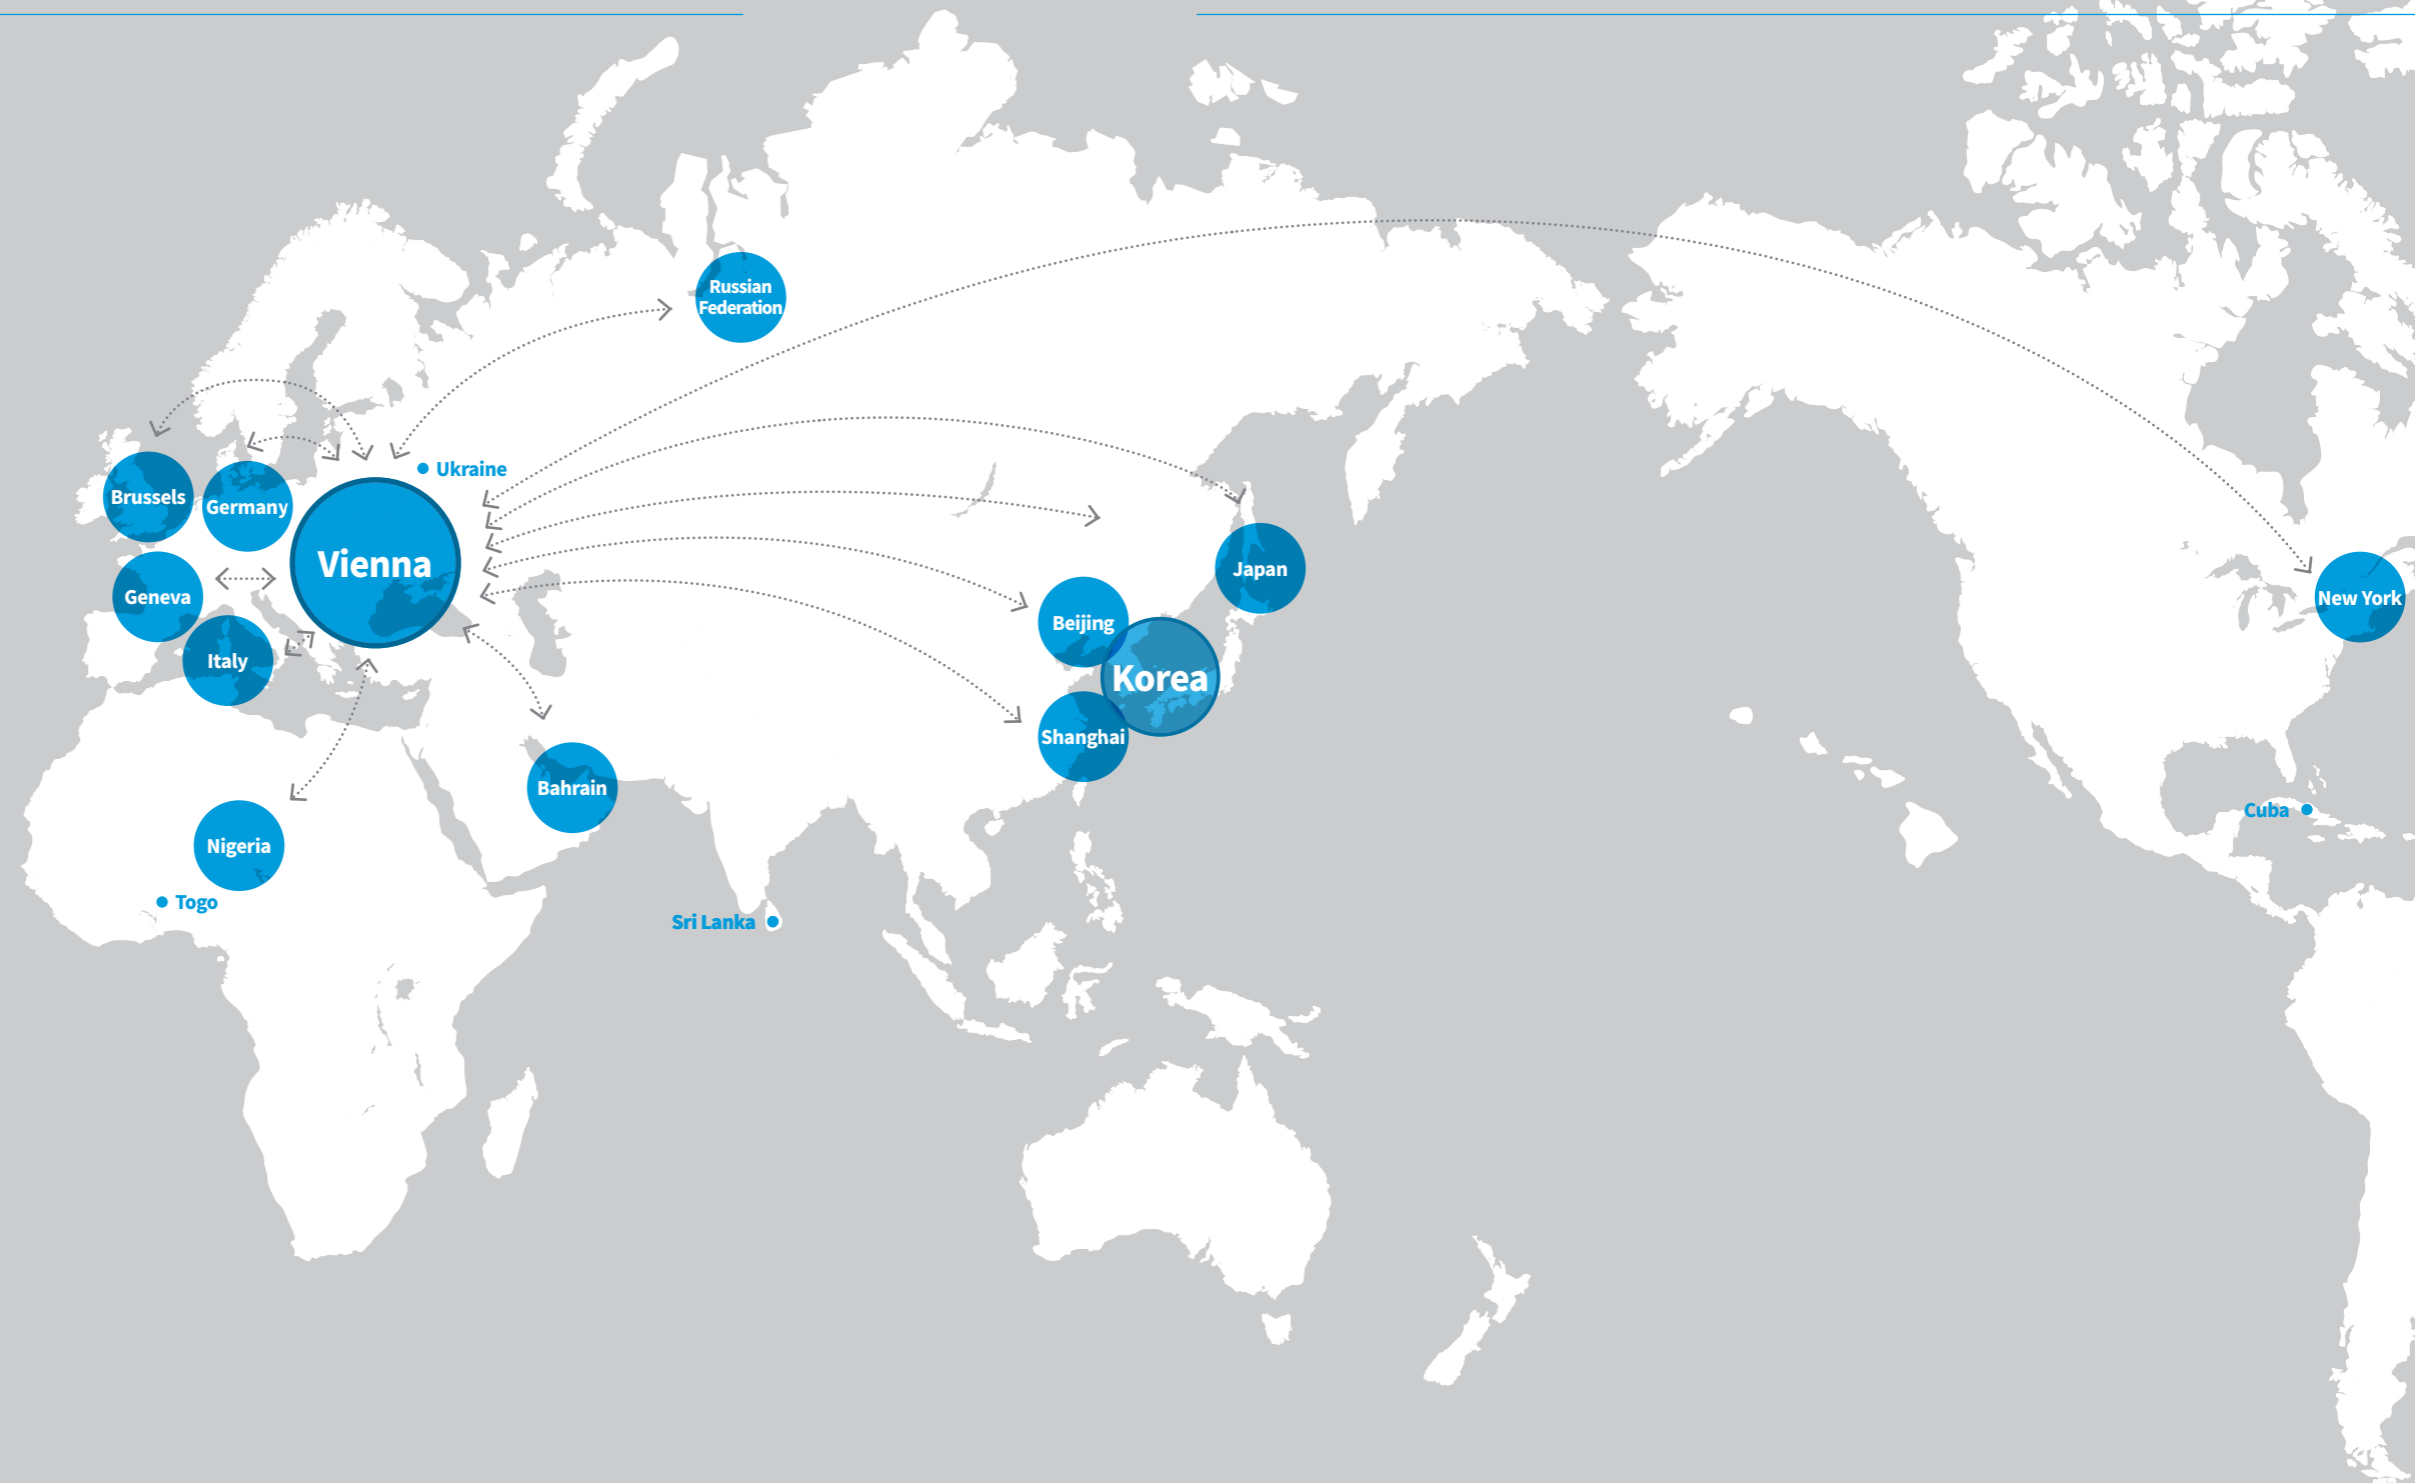 Russian
Federation
Ukraine
Brussels
Germany
Vienna
Japan
Geneva
New York
Beijing
Italy
Korea
Shanghai
Bahrain
Cuba
Nigeria
Togo
Sri Lanka